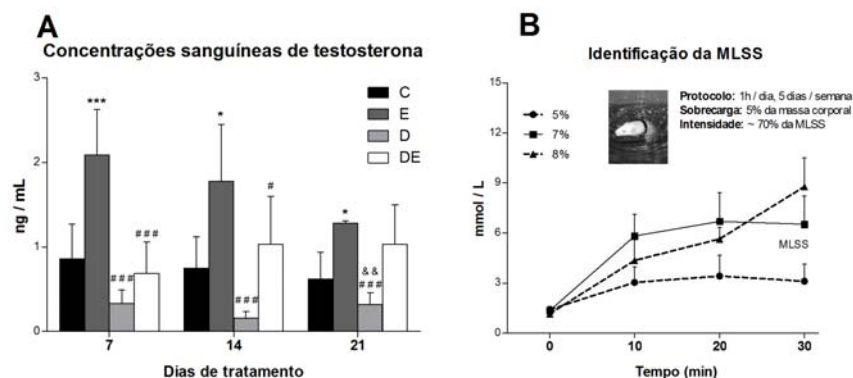 A
Concentrações sanguíneas de testosterona
3
2
1
0
ng / mL
***
###
###
*
###
#
*
&&
###
C
E
D
DE
7 14 21
Dias de tratamento
B
Identificação da MLSS
15
12
9
6
3
0
mmol / L
5%
7%
8%
Protocolo: 1h / dia, 5 dias / semana
Sobrecarga: 5% da massa corporal
Intensidade: ~ 70% da MLSS
MLSS
0 10 20 30
Tempo (min)